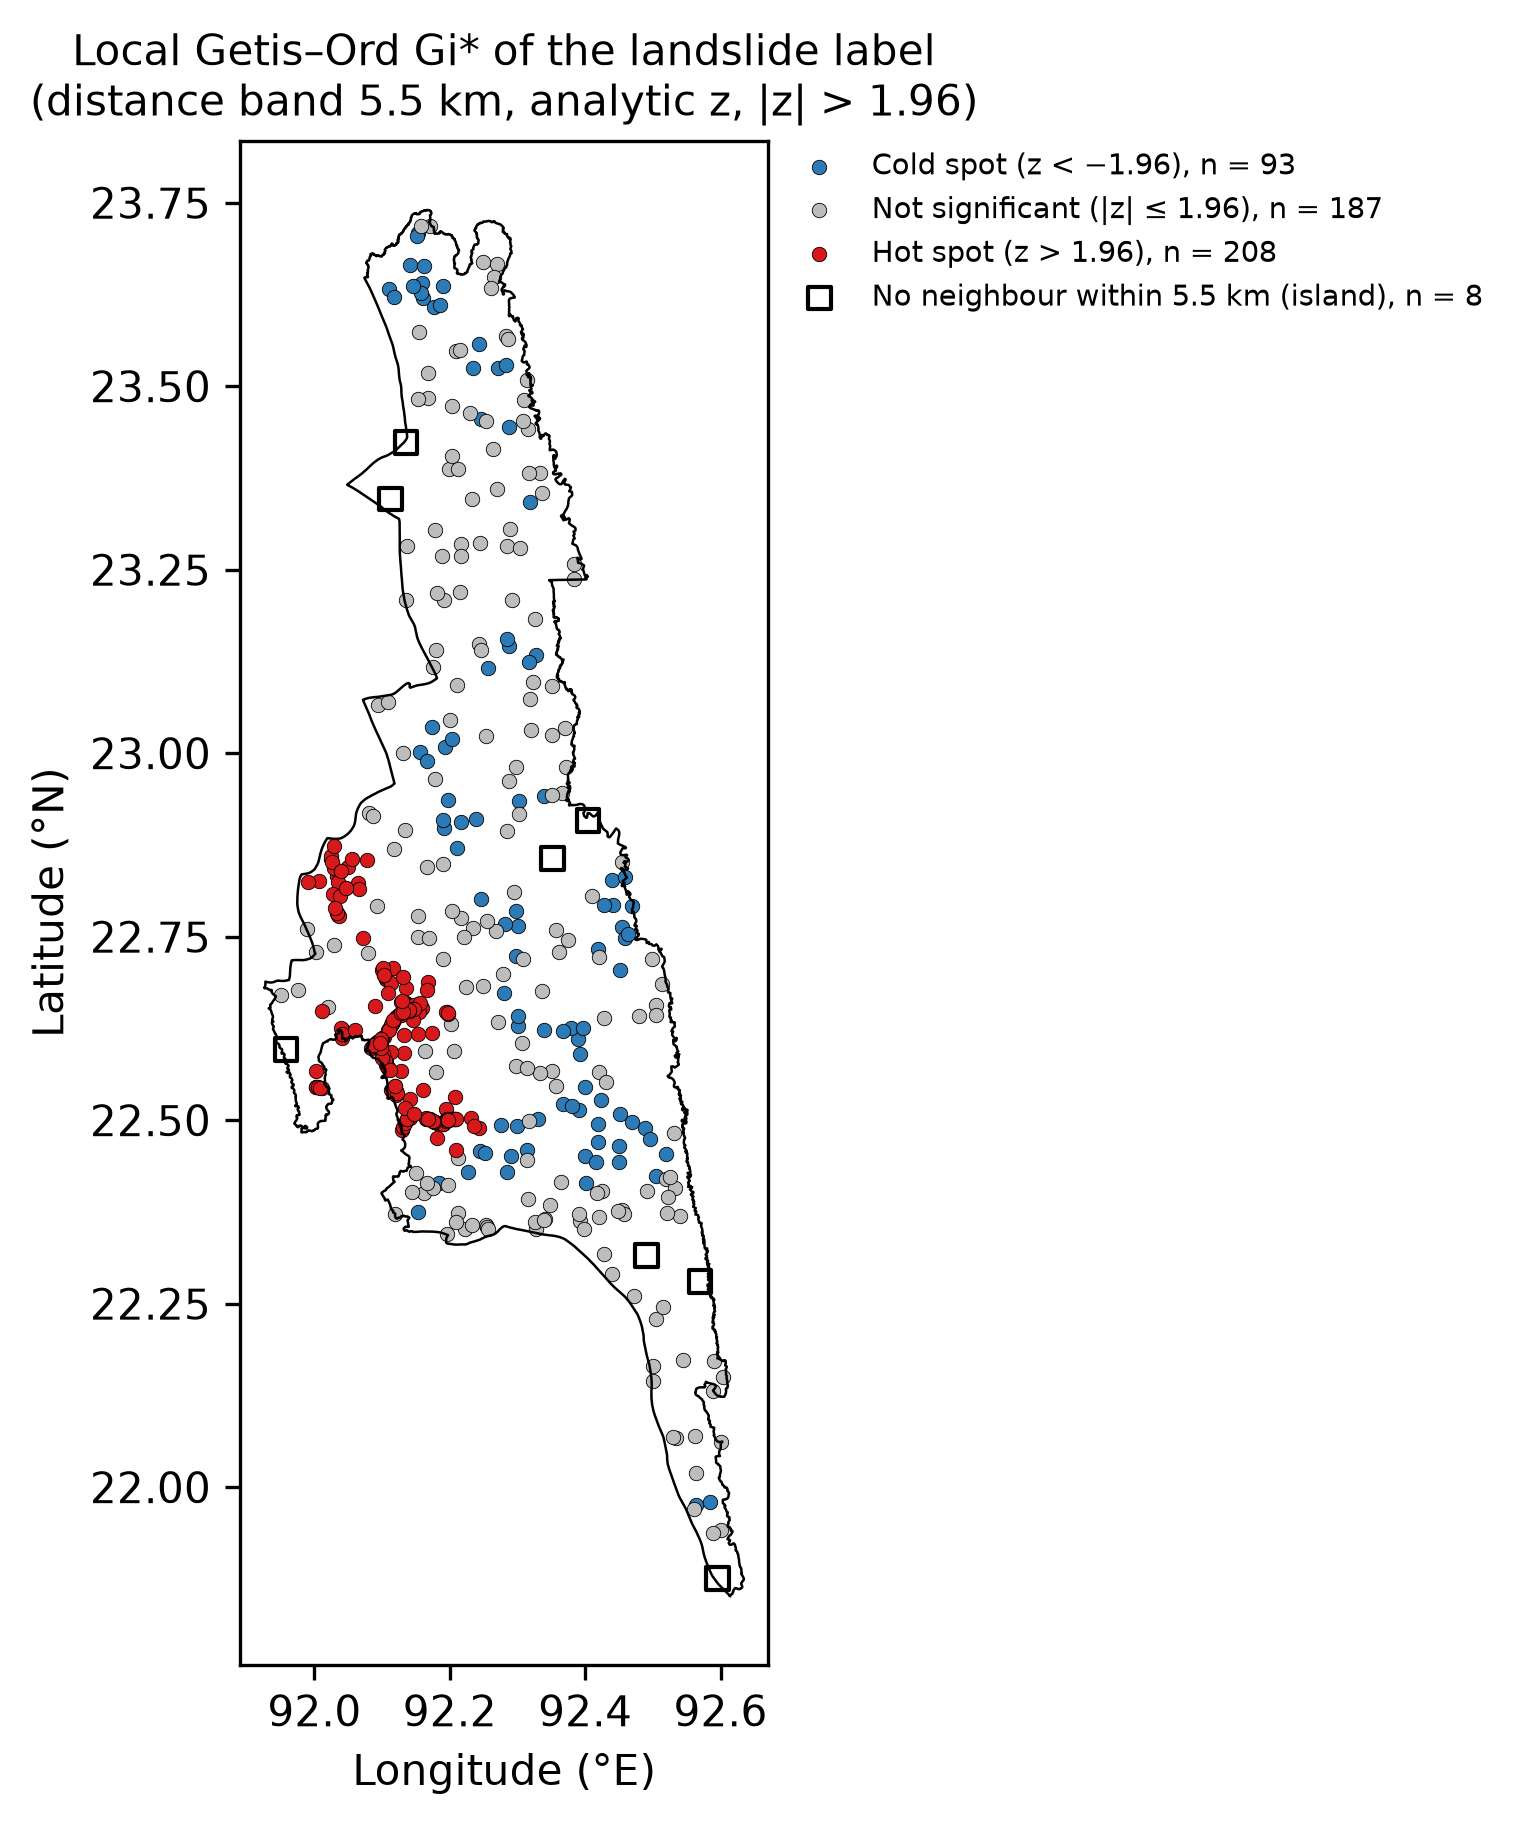 Local Getis–Ord Gi* of the landslide label
(distance band 5.5 km, analytic z, |z| > 1.96)
Cold spot (z < −1.96), n = 93
Not significant (|z| ≤ 1.96), n = 187
Hot spot (z > 1.96), n = 208
No neighbour within 5.5 km (island), n = 8
23.75
23.50
23.25
23.00
22.75
22.50
22.25
22.00
Latitude (°N)
92.0 92.2 92.4 92.6
Longitude (°E)